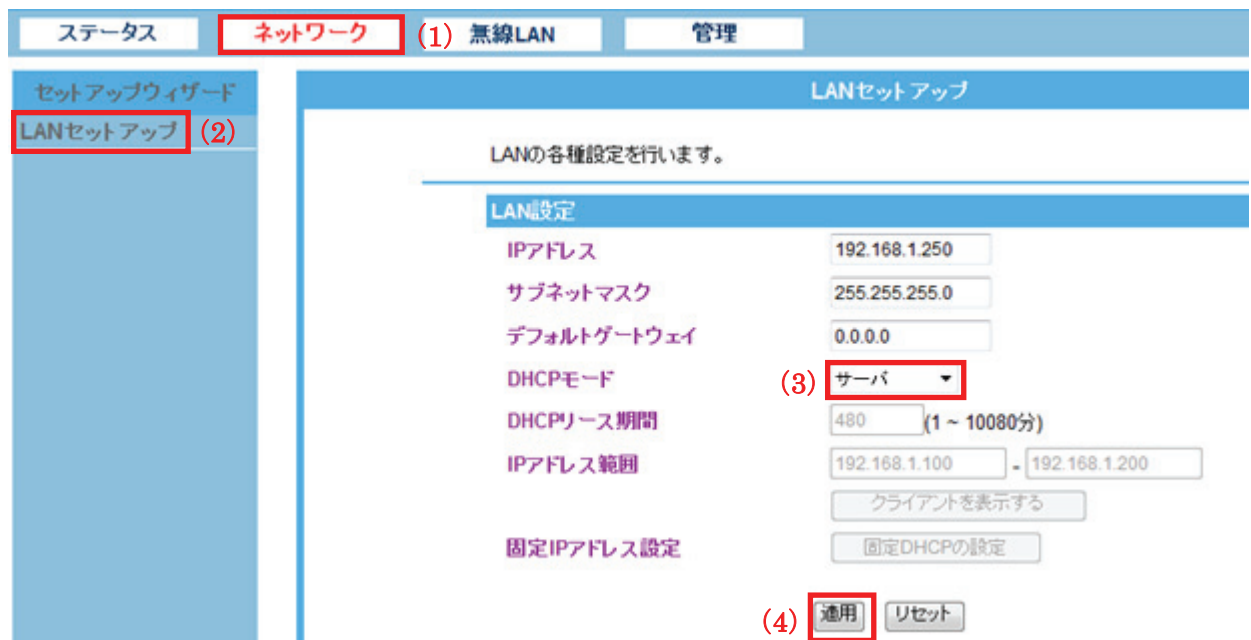 ステータス ネットワーク (1) 無線LAN 管理
セットアップウィザード
LANセットアップ (2)
LANセットアップ
LANの各種設定を行います。
LAN設定
IPアドレス 192.168.1.250
サブネットマスク 255.255.255.0
デフォルトゲートウェイ 0.0.0.0
DHCPモード (3) サーバ
DHCPリース期間 480 (1 ~ 10080分)
IPアドレス範囲 192.168.1.100 - 192.168.1.200
クライアントを表示する
固定IPアドレス設定 固定DHCPの設定
(4) 適用 リセット